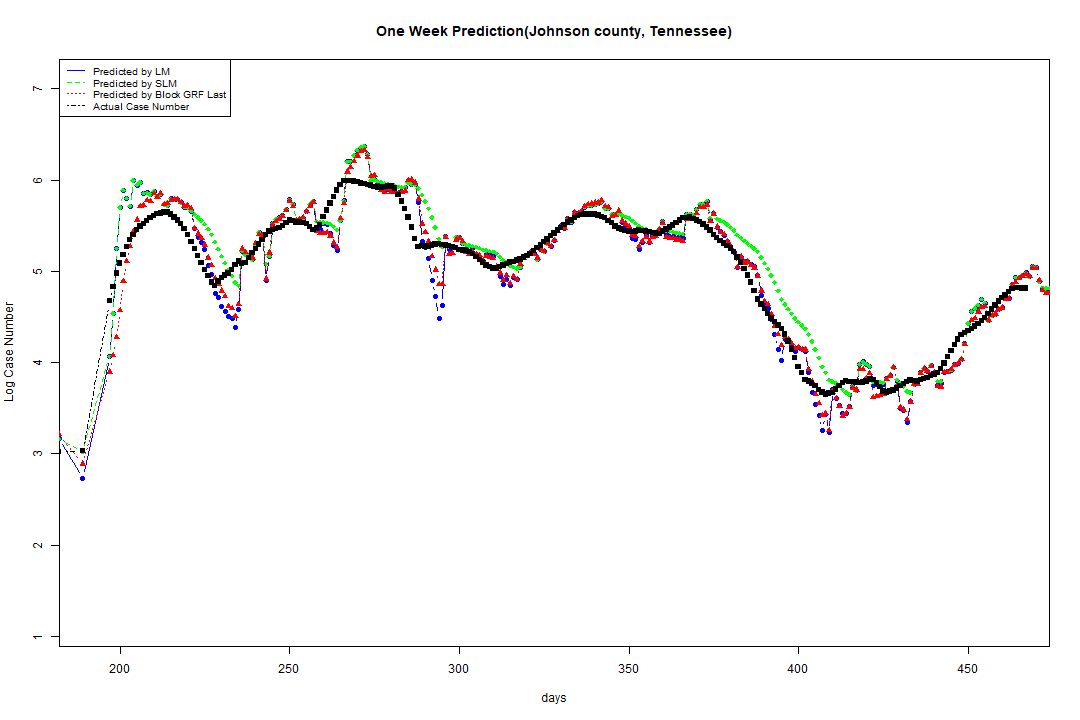 One Week Prediction(Johnson county, Tennessee)
Predicted by LM
Predicted by SLM
Predicted by Block GRF Last
Actual Case Number
7
6
5
4
3
2
1
Log Case Number
200 250 300 350 400 450
days